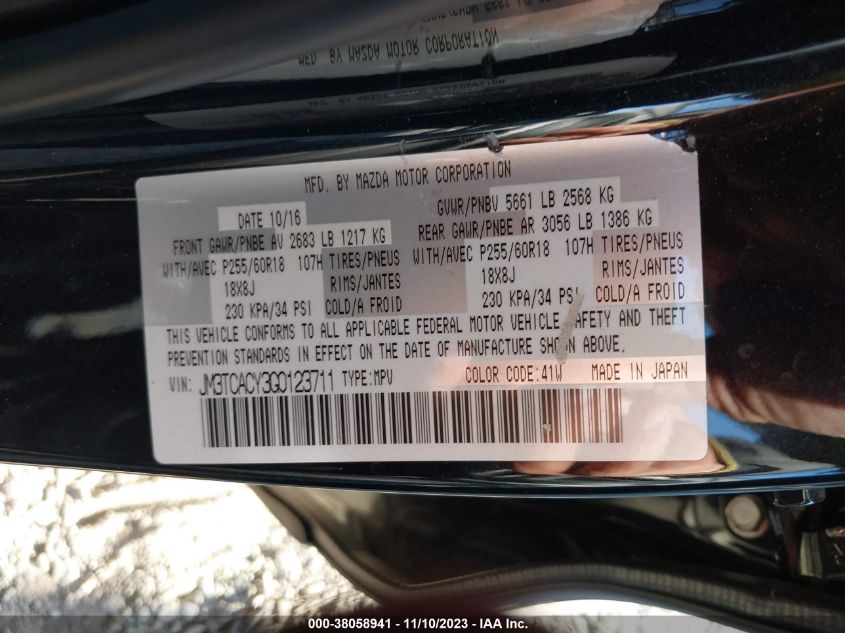 MFD. BY MAZDA MOTOR CORPORATION
MFD. BY MAZDA MOTOR CORPORATION
DATE 10/16 GVWR/PNBV 5661 LB 2568 KG
FRONT GAWR/PNBE AV 2683 LB 1217 KG REAR GAWR/PNBE AR 3056 LB 1386 KG
WITH/AVEC P255/60R18 107H TIRES/PNEUS WITH/AVEC P255/60R18 107H TIRES/PNEUS
18X8J RIMS/JANTES 18X8J RIMS/JANTES
230 KPA/34 PSI COLD/A FROID 230 KPA/34 PSI COLD/A FROID
THIS VEHICLE CONFORMS TO ALL APPLICABLE FEDERAL MOTOR VEHICLE SAFETY AND THEFT
PREVENTION STANDARDS IN EFFECT ON THE DATE OF MANUFACTURE SHOWN ABOVE.
VIN: JM3TCACY3G0123711 TYPE:MPV COLOR CODE:41W MADE IN JAPAN
000-38058941 - 11/10/2023 - IAA Inc.